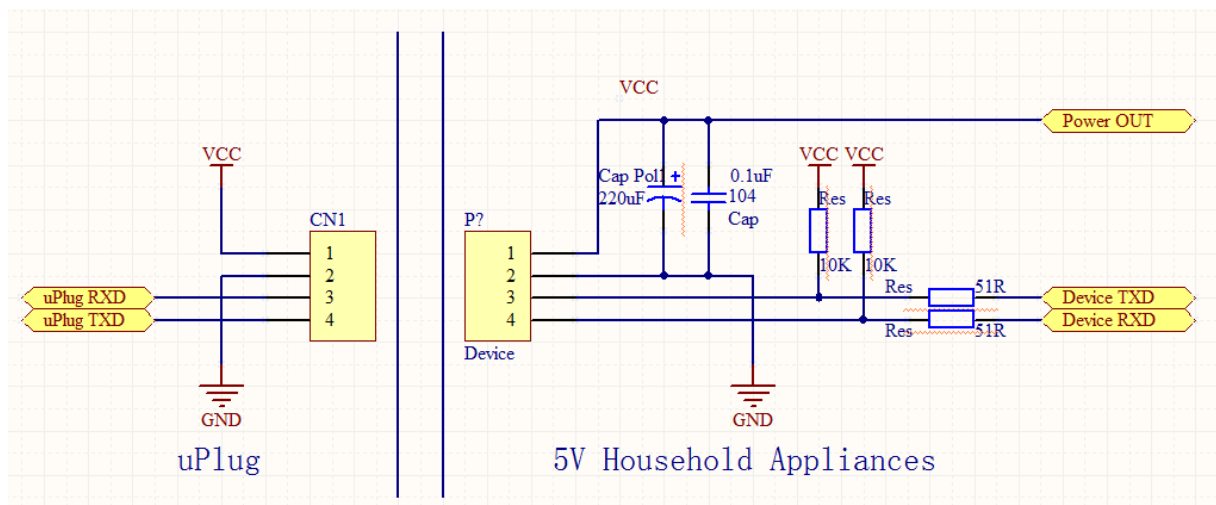 VCC
Power OUT
VCC
VCC VCC
Cap Pol1 +
220uF
0.1uF
104
Cap
Res
Res
10K
10K
CN1
P?
1
2
3
4
1
2
3
4
uPlug RXD
uPlug TXD
Res
51R
Device TXD
Res
51R
Device RXD
Device
GND
GND
uPlug
5V Household Appliances